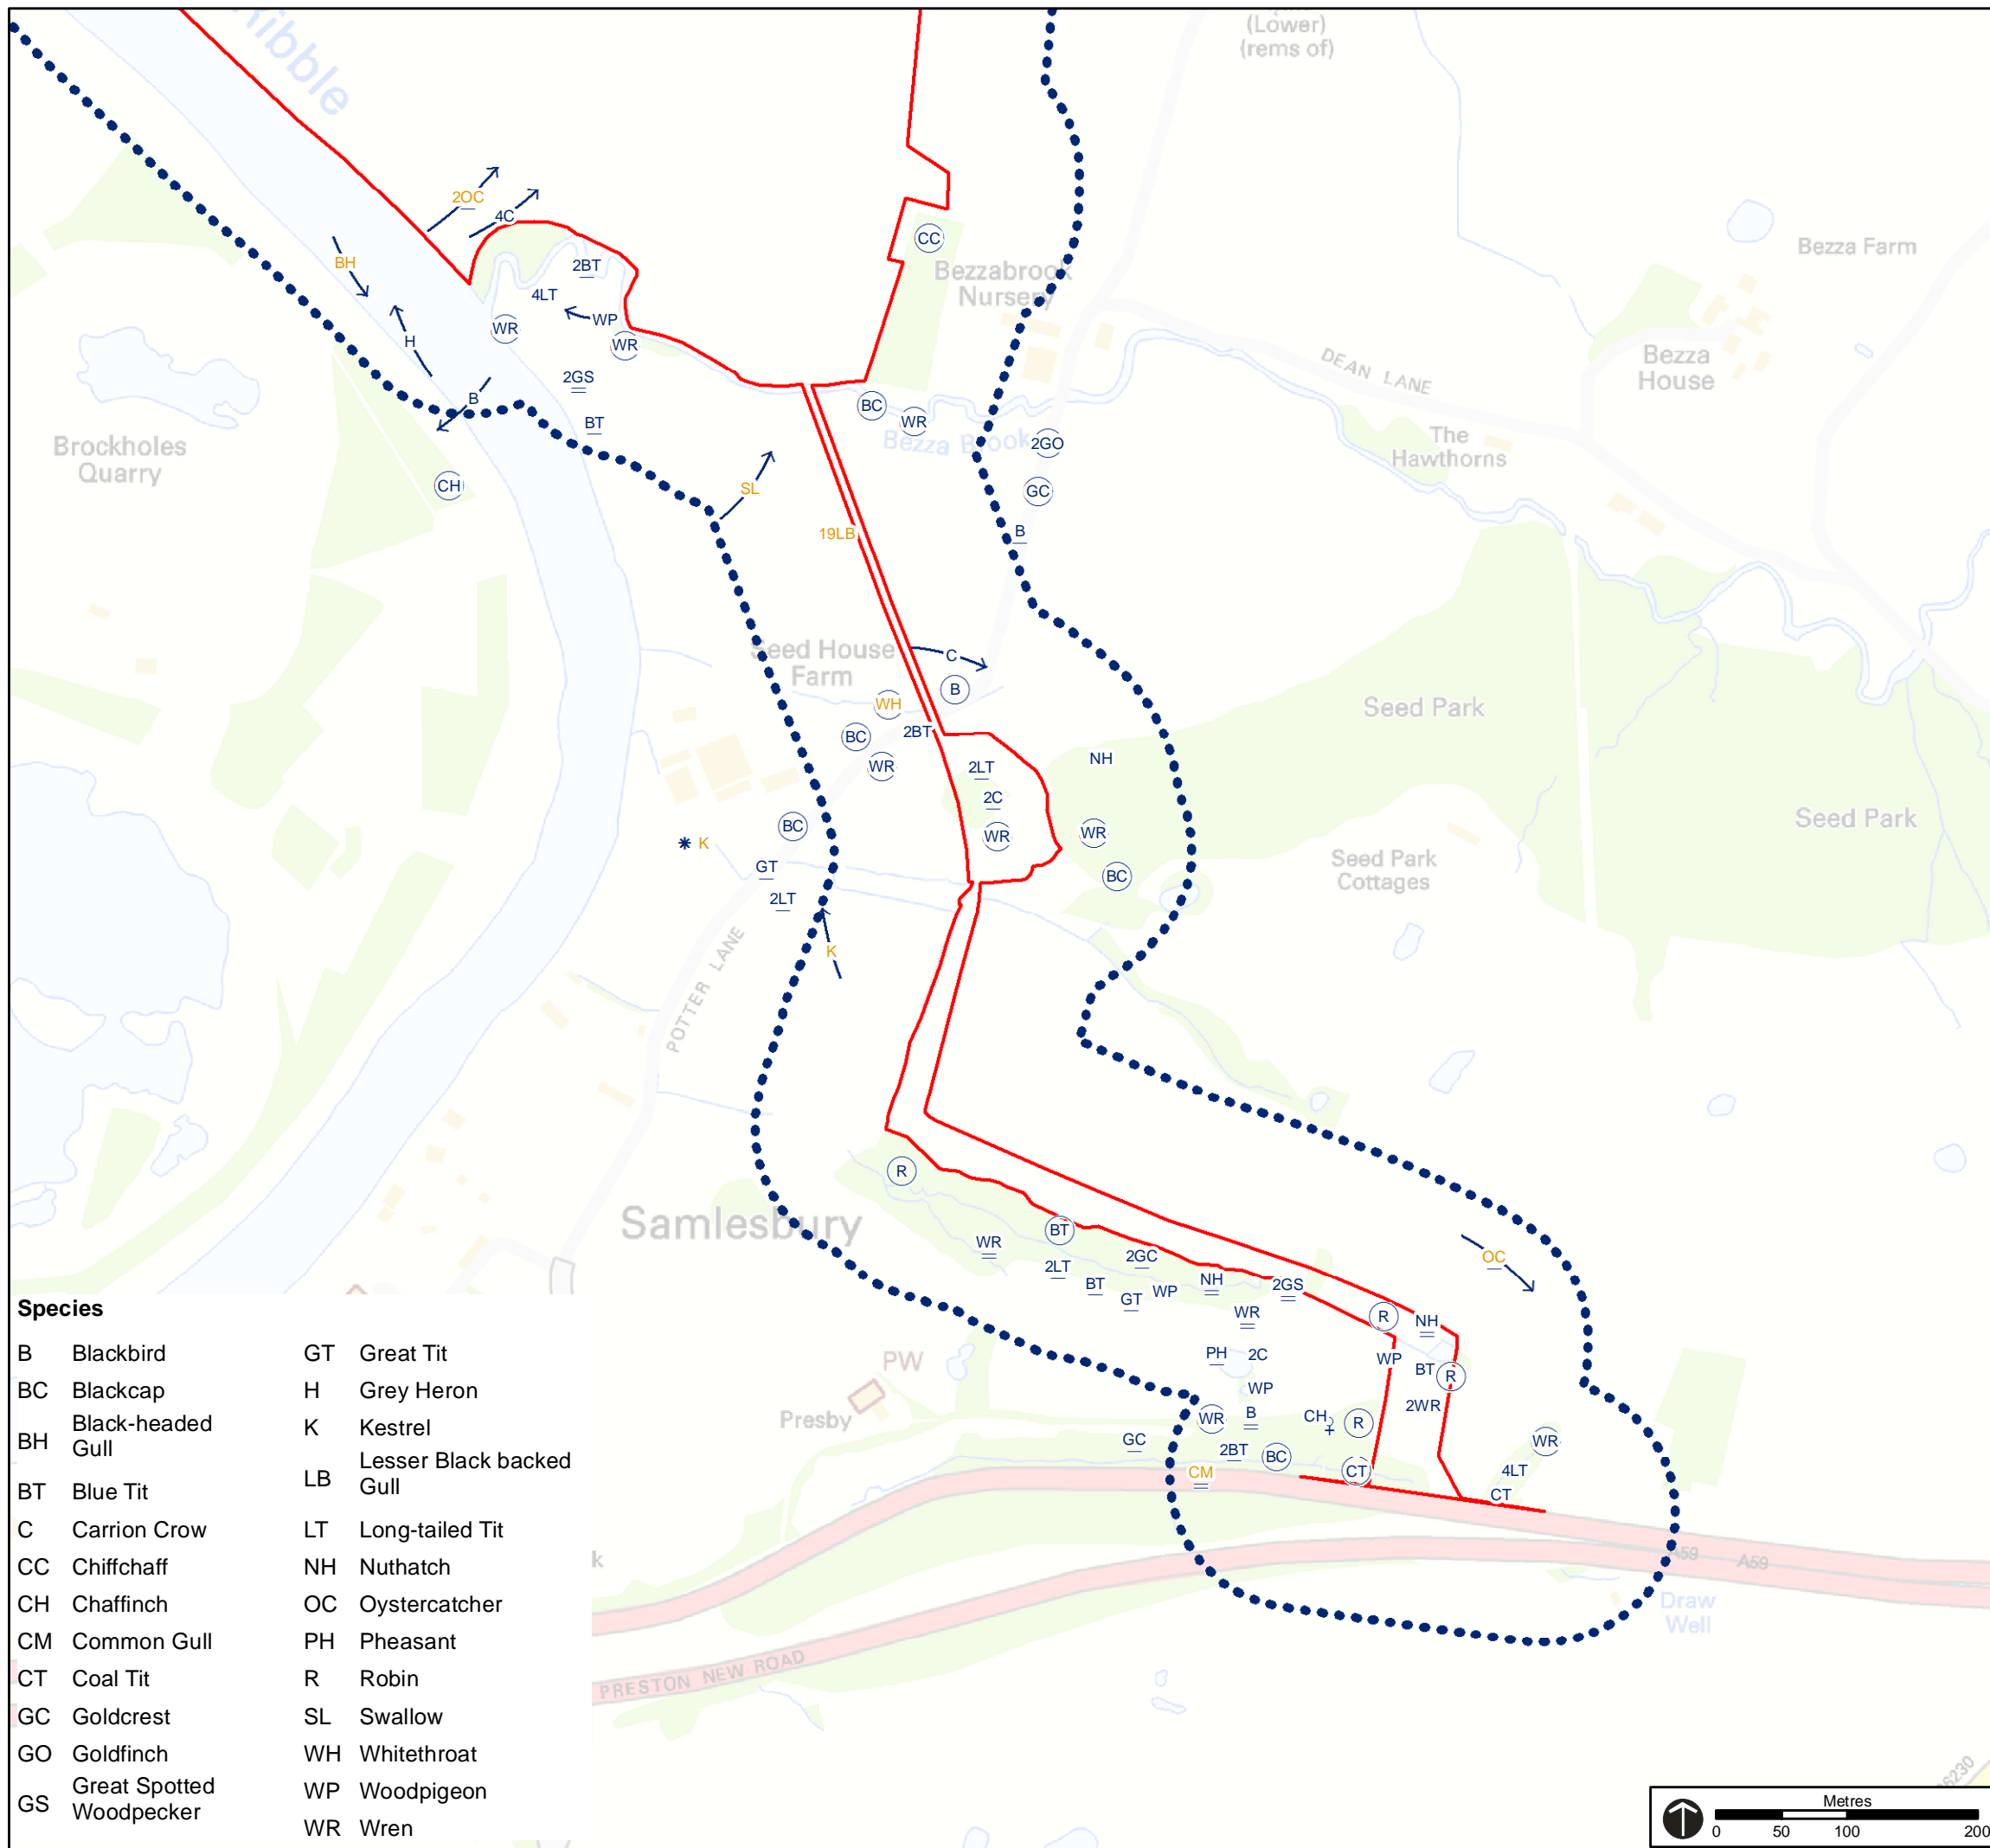 (Lower)
(rems of)
2OC
4C
CC
BH
2BT
4LT
WP
WR
WR
H
2GS
B
BT
CH
SL
Bezzabrook
Nursery
Bezza Farm
Bezza
House
DEAN LANE
The
Hawthorns
BC
WR
Bezza Brook
2GO
GC
B
19LB
Brockholes
Quarry
Seed House
Farm
C
B
WH
BC
2BT
WR
2LT
2C
WR
NH
WR
BC
Seed Park
Seed Park
Seed Park
Cottages
BC
K
GT
2LT
K
POTTER LANE
Samlesbury
R
BT
WR
2LT
2GC
BT
GT
WP
NH
2GS
WR
OC
R
NH
PH
2C
WP
BT
R
WP
2WR
WR
B
CH
R
GC
2BT
BC
CT
CM
WR
4LT
CT
PW
Presby
A59
A59
Draw
Well
PRESTON NEW ROAD
Species
B Blackbird
BC Blackcap
BH Black-headed
Gull
BT Blue Tit
C Carrion Crow
CC Chiffchaff
CH Chaffinch
CM Common Gull
CT Coal Tit
GC Goldcrest
GO Goldfinch
GS Great Spotted
Woodpecker
GT Great Tit
H Grey Heron
K Kestrel
LB Lesser Black backed
Gull
LT Long-tailed Tit
NH Nuthatch
OC Oystercatcher
PH Pheasant
R Robin
SL Swallow
WH Whitethroat
WP Woodpigeon
WR Wren
Metres
0 50 100 200